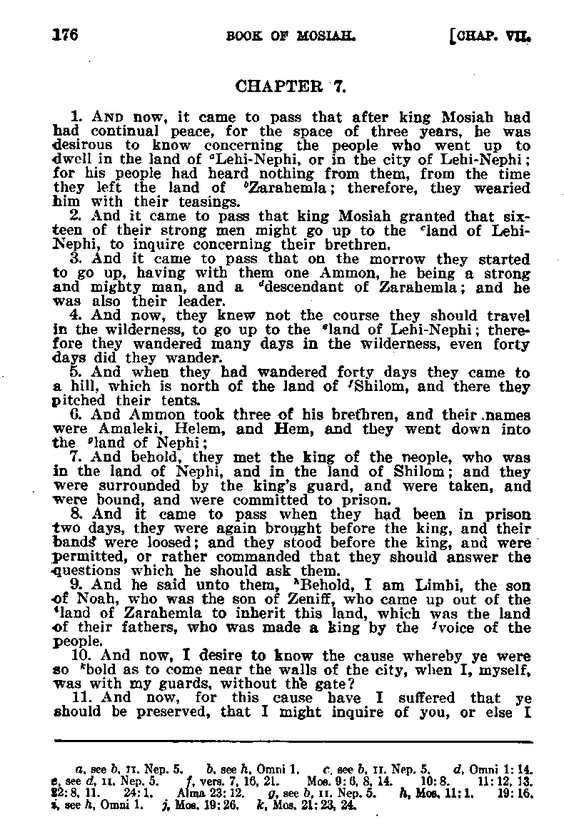 176 BOOK OF MOSIAH. [CHAP. VII.
CHAPTER 7.
1. AND now, it came to pass that after king Mosiah had
had continual peace, for the space of three years, he was
desirous to know concerning the people who went up to
dwell in the land of ᵃLehi-Nephi, or in the city of Lehi-Nephi;
for his people had heard nothing from them, from the time
they left the land of ᵇZarahemla; therefore, they wearied
him with their teasings.
2. And it came to pass that king Mosiah granted that six-
teen of their strong men might go up to the ᶜland of Lehi-
Nephi, to inquire concerning their brethren.
3. And it came to pass that on the morrow they started
to go up, having with them one Ammon, he being a strong
and mighty man, and a ᵈdescendant of Zarahemla; and he
was also their leader.
4. And now, they knew not the course they should travel
in the wilderness, to go up to the ᵉland of Lehi-Nephi; there-
fore they wandered many days in the wilderness, even forty
days did they wander.
5. And when they had wandered forty days they came to
a hill, which is north of the land of ᶠShilom, and there they
pitched their tents.
6. And Ammon took three of his brethren, and their names
were Amaleki, Helem, and Hem, and they went down into
the ᵍland of Nephi;
7. And behold, they met the king of the people, who was
in the land of Nephi, and in the land of Shilom; and they
were surrounded by the king's guard, and were taken, and
were bound, and were committed to prison.
8. And it came to pass when they had been in prison
two days, they were again brought before the king, and their
bands were loosed; and they stood before the king, and were
permitted, or rather commanded that they should answer the
questions which he should ask them.
9. And he said unto them, ʰBehold, I am Limhi, the son
of Noah, who was the son of Zeniff, who came up out of the
ⁱland of Zarahemla to inherit this land, which was the land
of their fathers, who was made a king by the ʲvoice of the
people.
10. And now, I desire to know the cause whereby ye were
so ᵏbold as to come near the walls of the city, when I, myself,
was with my guards, without the gate?
11. And now, for this cause have I suffered that ye
should be preserved, that I might inquire of you, or else I
a, see b, II. Nep. 5. b, see h, Omni 1. c, see b, II. Nep. 5. d, Omni 1:14.
e, see d, II. Nep. 5. f, vers. 7, 16, 21. Mos. 9:6, 8, 14. 10:8. 11:12, 13.
22:8, 11. 24:1. Alma 23:12. g, see b, II. Nep. 5. h, Mos. 11:1. 19:16.
i, see h, Omni 1. j, Mos. 19:26. k, Mos. 21:23, 24.